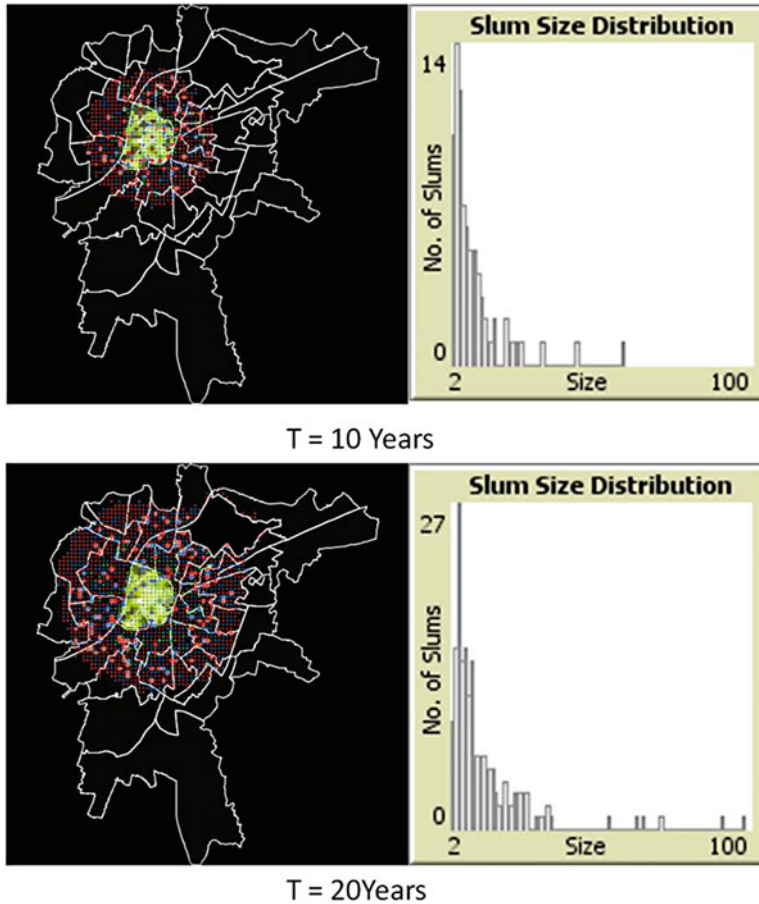 Slum Size Distribution
14
No. of Slums
0
2 Size 100
T = 10 Years
Slum Size Distribution
27
No. of Slums
0
2 Size 100
T = 20Years